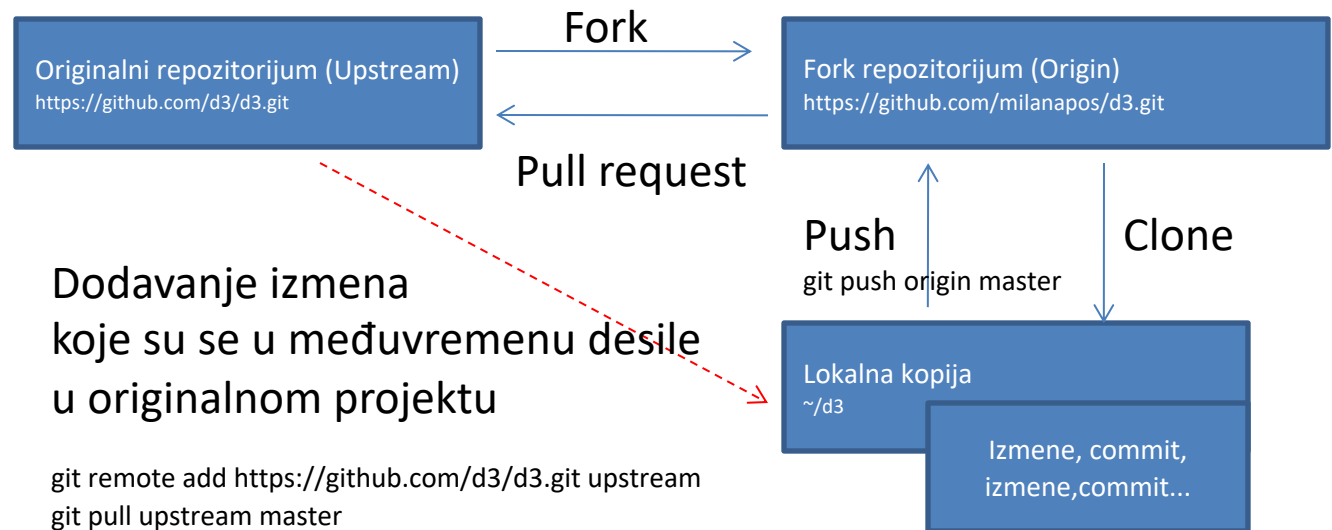 Fork
Originalni repozitorijum (Upstream)
https://github.com/d3/d3.git
Fork repozitorijum (Origin)
https://github.com/milanapos/d3.git
Pull request
Push
git push origin master
Clone
Dodavanje izmena
koje su se u međuvremenu desile
u originalnom projektu
Lokalna kopija
~/d3
Izmene, commit,
izmene,commit...
git remote add https://github.com/d3/d3.git upstream
git pull upstream master